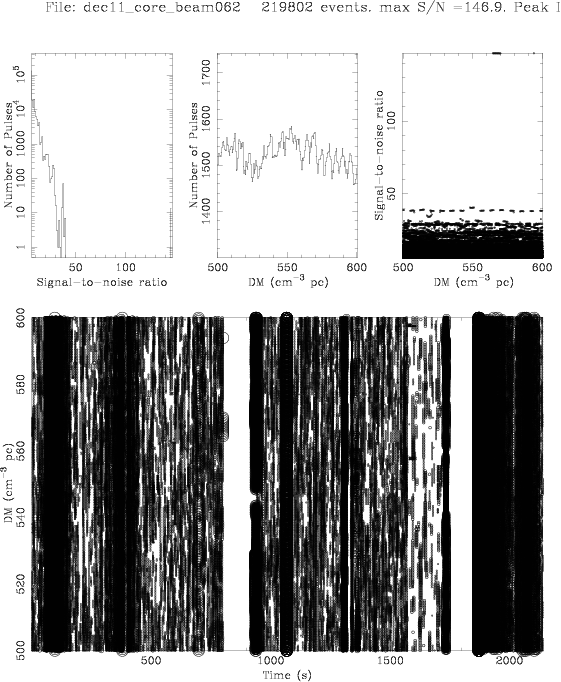 File: dec11_core_beam062 219802 events. max S/N =146.9. Peak I
Number of Pulses
1 10 100 1000 10⁴ 10⁵
50 100
Signal-to-noise ratio
Number of Pulses
1400 1500 1600 1700
500 550 600
DM (cm⁻³ pc)
Signal-to-noise ratio
50 100
500 550 600
DM (cm⁻³ pc)
DM (cm⁻³ pc)
500 520 540 560 580 600
500 1000 1500 2000
Time (s)